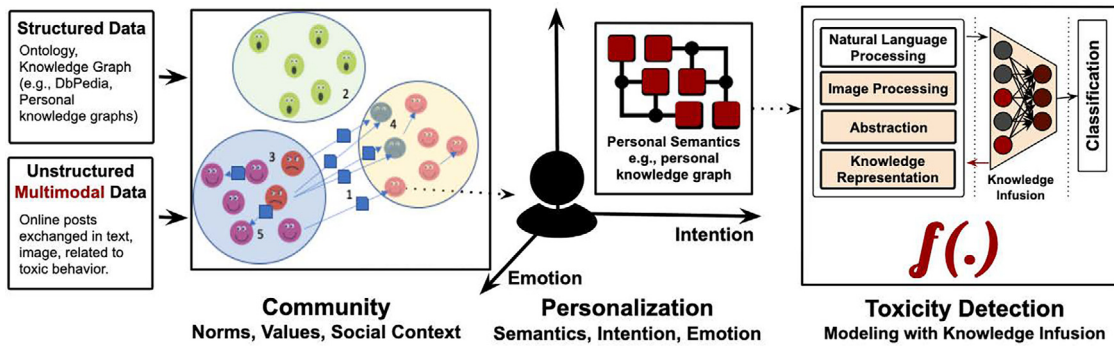 Structured Data
Ontology,
Knowledge Graph
(e.g., DbPedia,
Personal
knowledge graphs)
Unstructured
Multimodal Data
Online posts
exchanged in text,
image, related to
toxic behavior.
2
3
4
1
5
Community
Norms, Values, Social Context
Personal Semantics
e.g., personal
knowledge graph
Intention
Emotion
Personalization
Semantics, Intention, Emotion
Natural Language
Processing
Image Processing
Abstraction
Knowledge
Representation
Knowledge
Infusion
Classification
f(.)
Toxicity Detection
Modeling with Knowledge Infusion